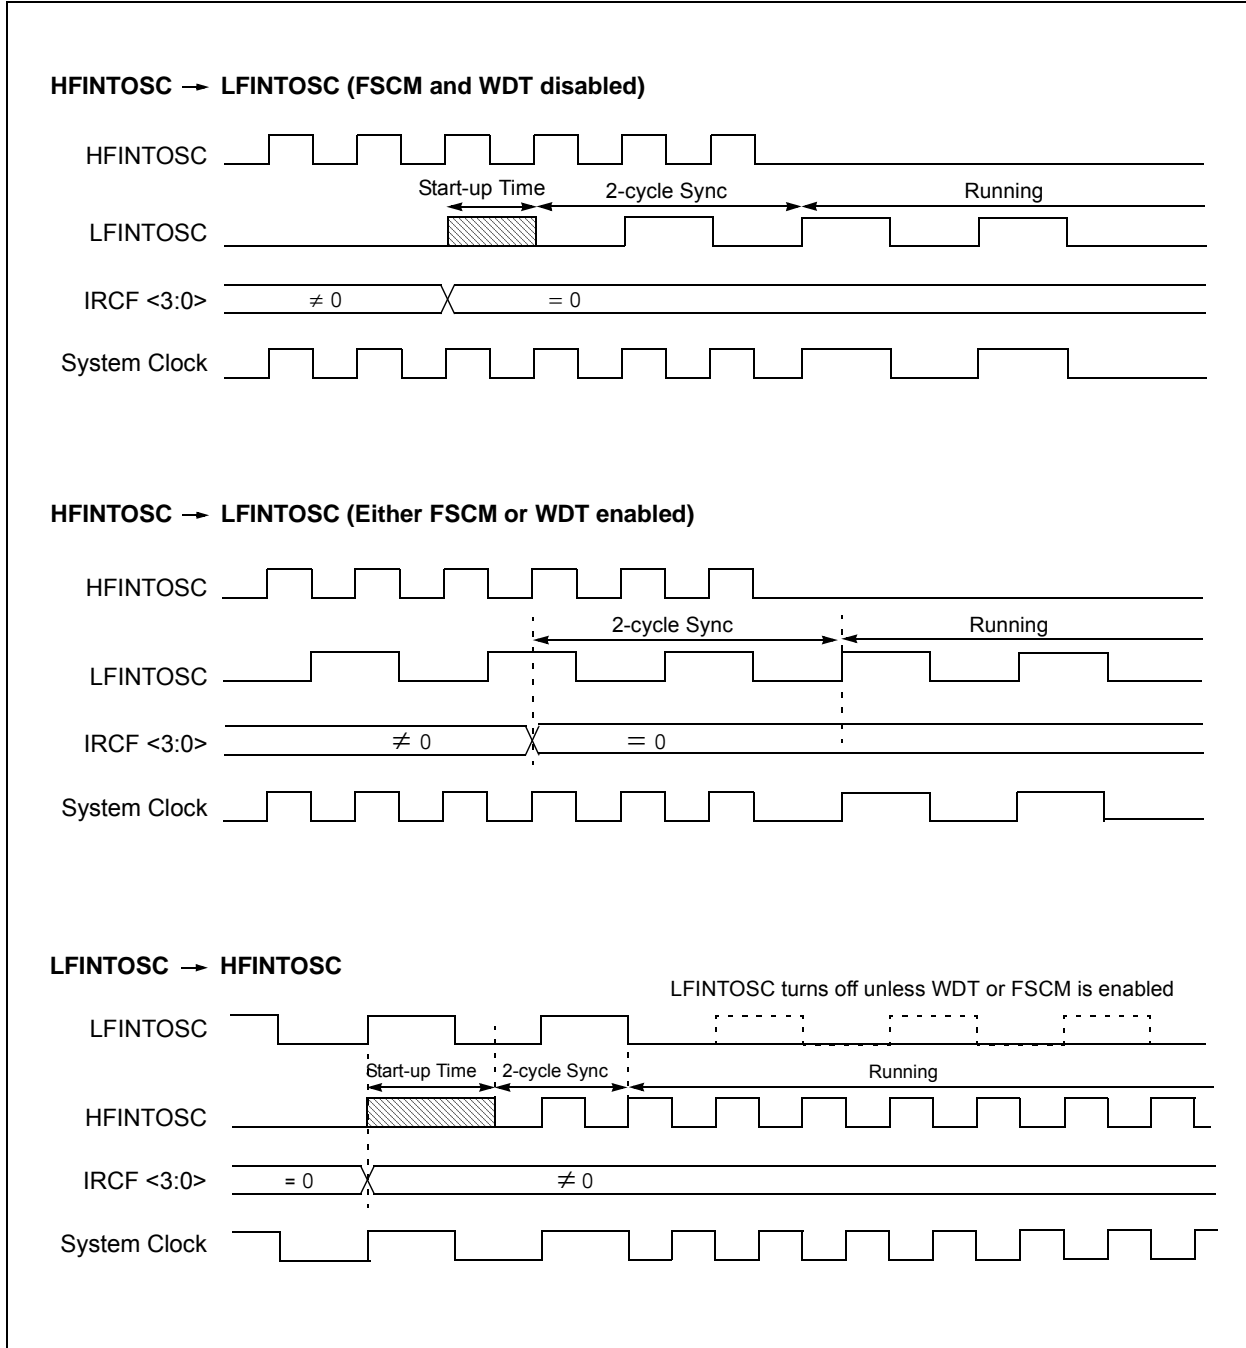 HFINTOSC → LFINTOSC (FSCM and WDT disabled)
HFINTOSC
Start-up Time 2-cycle Sync Running
LFINTOSC
IRCF <3:0> ≠ 0 = 0
System Clock
HFINTOSC → LFINTOSC (Either FSCM or WDT enabled)
HFINTOSC
2-cycle Sync Running
LFINTOSC
IRCF <3:0> ≠ 0 = 0
System Clock
LFINTOSC → HFINTOSC
LFINTOSC turns off unless WDT or FSCM is enabled
LFINTOSC
Start-up Time 2-cycle Sync Running
HFINTOSC
IRCF <3:0> = 0 ≠ 0
System Clock